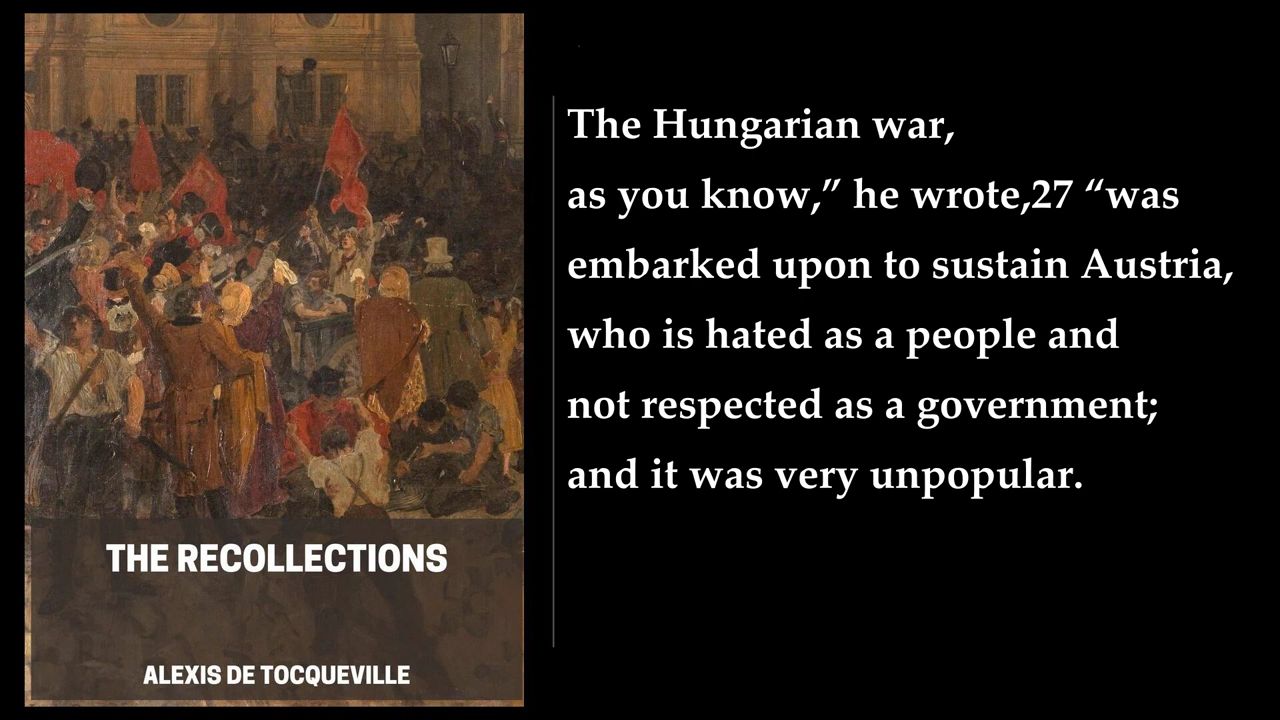 THE RECOLLECTIONS
ALEXIS DE TOCQUEVILLE
The Hungarian war,
as you know,” he wrote,27 “was
embarked upon to sustain Austria,
who is hated as a people and
not respected as a government;
and it was very unpopular.